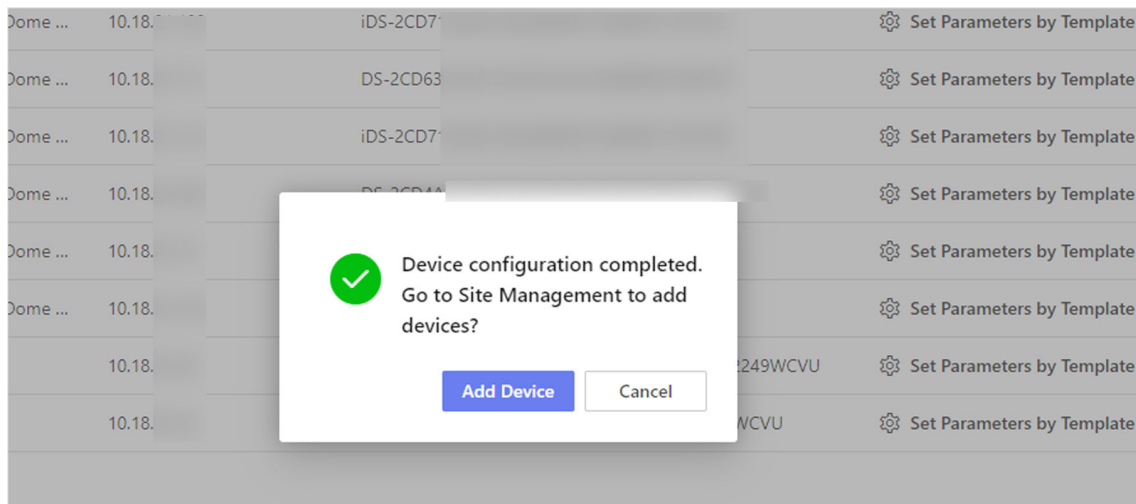 Dome ... 10.18. iDS-2CD7 Set Parameters by Template
Dome ... 10.18. DS-2CD63 Set Parameters by Template
Dome ... 10.18. iDS-2CD7 Set Parameters by Template
Dome ... 10.18. Set Parameters by Template
Dome ... 10.18. Set Parameters by Template
Dome ... 10.18. Set Parameters by Template
10.18. 2249WCVU Set Parameters by Template
10.18. WCVU Set Parameters by Template
Device configuration completed.
Go to Site Management to add
devices?
Add Device Cancel